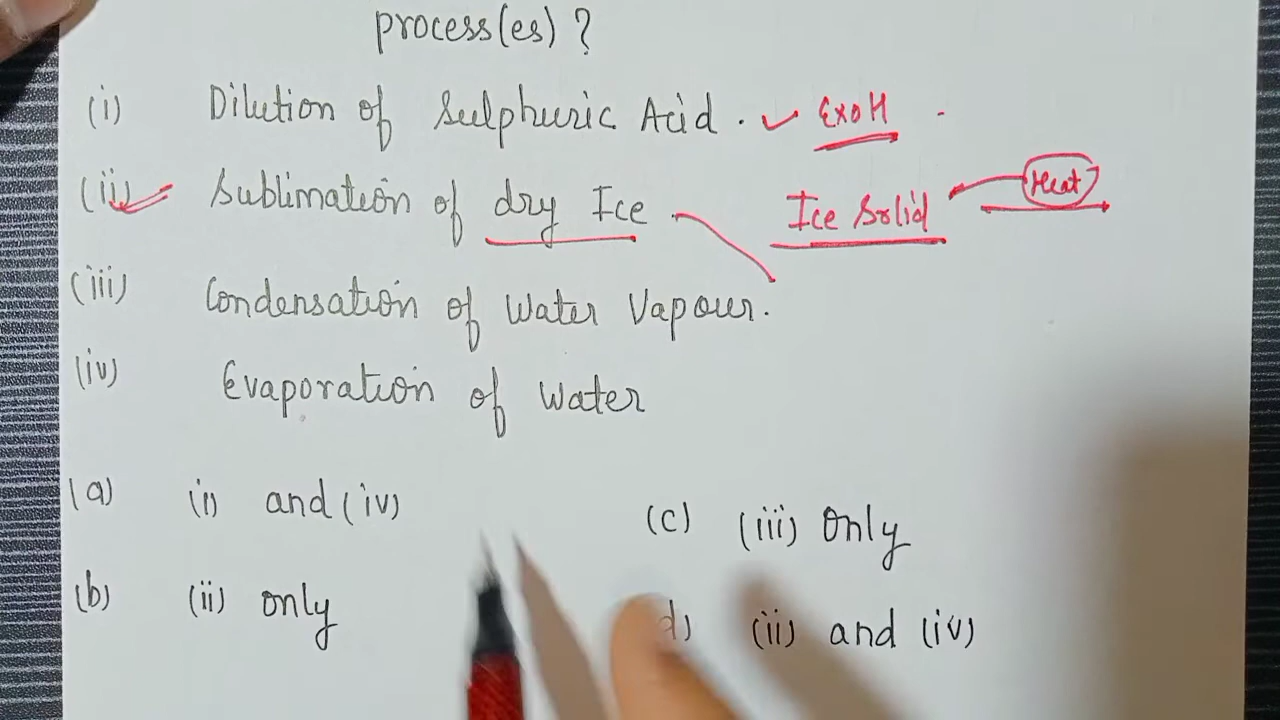 process(es) ?
(i) Dilution of Sulphuric Acid. ExoH
(ii) Sublimation of dry Ice. Ice Solid Heat
(iii) Condensation of Water Vapour.
(iv) Evaporation of Water
(a) (i) and (iv)
(c) (iii) Only
(b) (ii) only
d) (ii) and (iv)